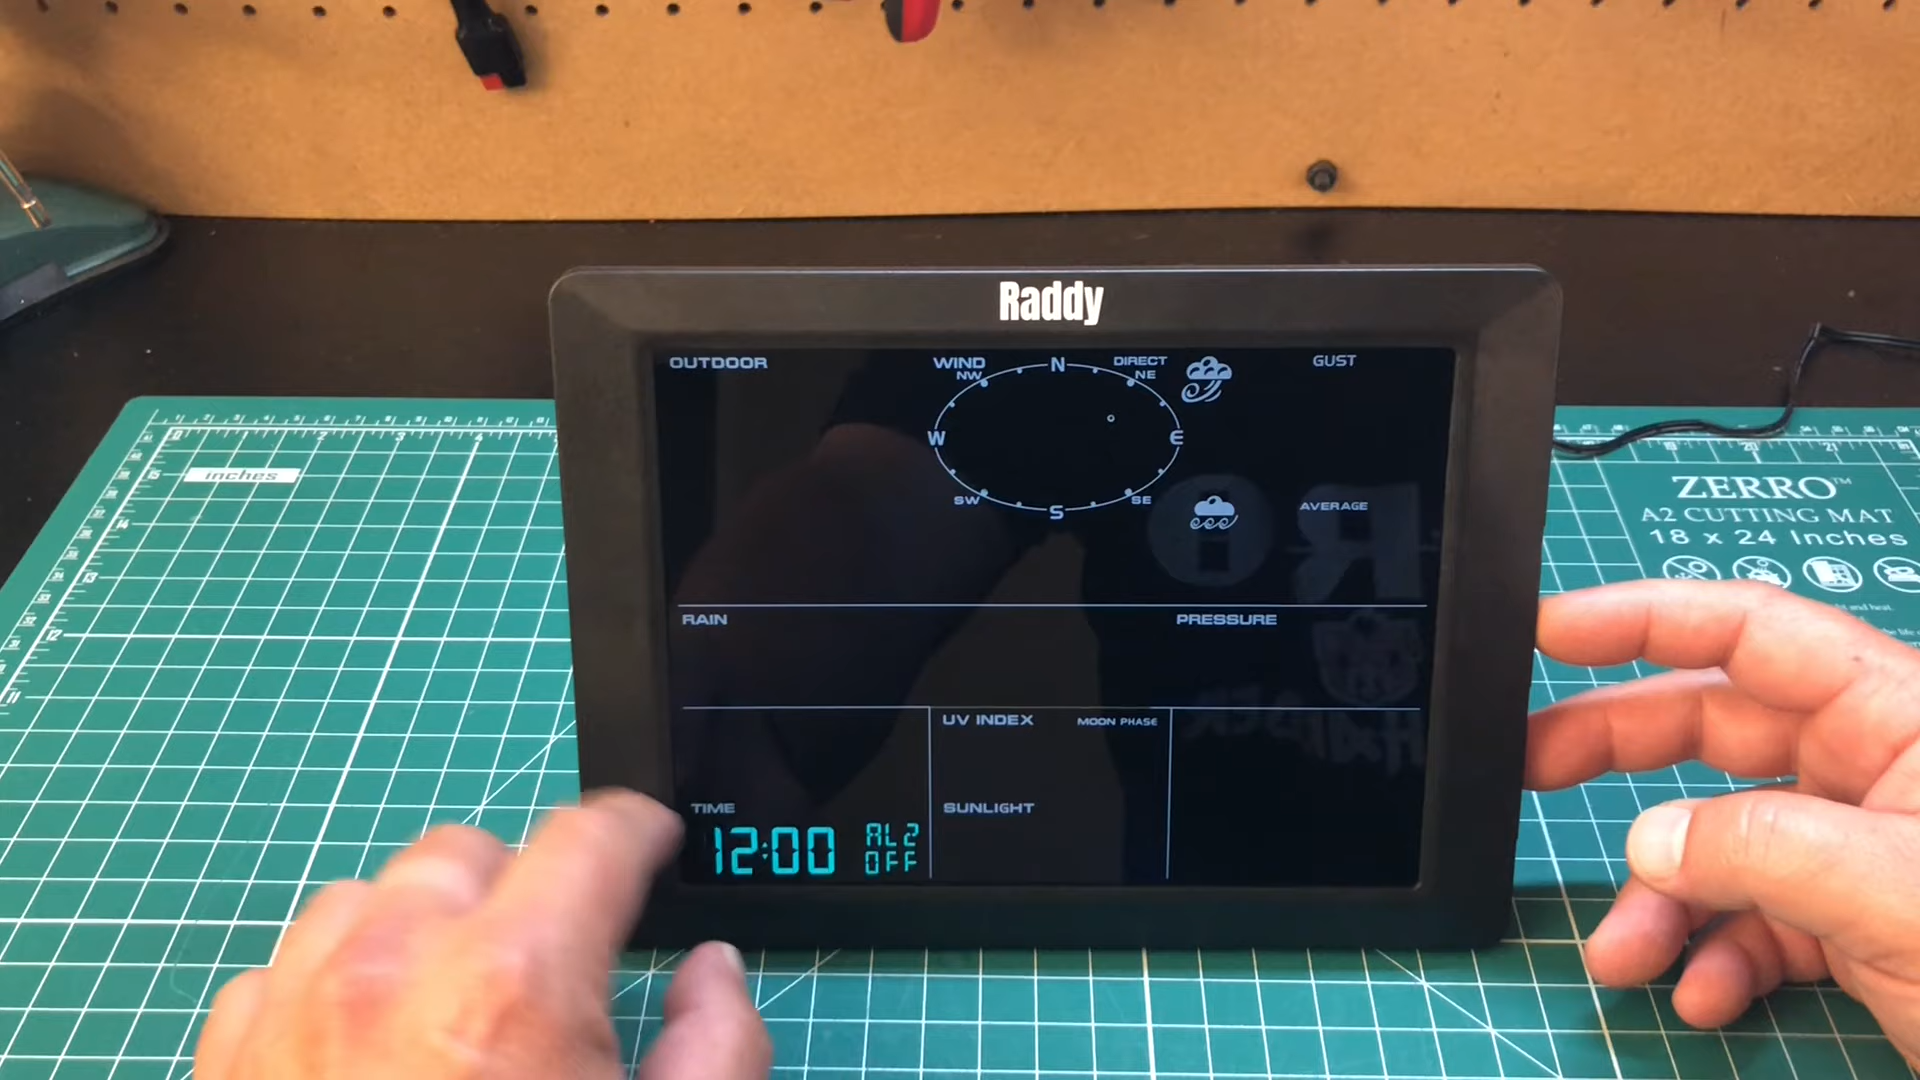 Raddy
OUTDOOR
WIND
DIRECT
GUST
NW
N
NE
W
E
SW
S
SE
AVERAGE
RAIN
PRESSURE
UV INDEX
MOON PHASE
TIME
SUNLIGHT
12:00
AL2
OFF
inches
ZERRO™
A2 CUTTING MAT
18 x 24 Inches